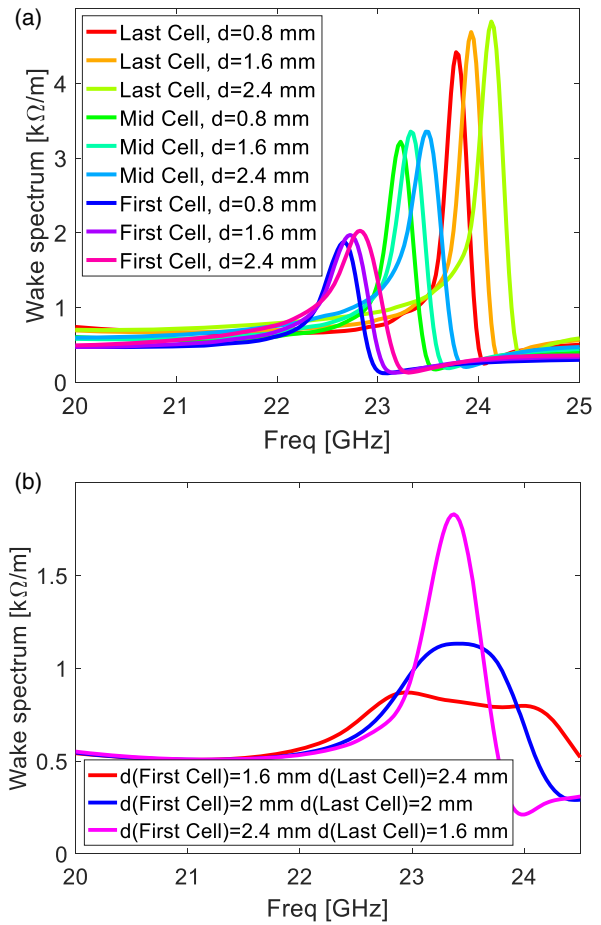 (a)
Wake spectrum [kΩ/m]
4
3
2
1
0
Last Cell, d=0.8 mm
Last Cell, d=1.6 mm
Last Cell, d=2.4 mm
Mid Cell, d=0.8 mm
Mid Cell, d=1.6 mm
Mid Cell, d=2.4 mm
First Cell, d=0.8 mm
First Cell, d=1.6 mm
First Cell, d=2.4 mm
20 21 22 23 24 25
Freq [GHz]
(b)
Wake spectrum [kΩ/m]
1.5
1
0.5
0
d(First Cell)=1.6 mm d(Last Cell)=2.4 mm
d(First Cell)=2 mm d(Last Cell)=2 mm
d(First Cell)=2.4 mm d(Last Cell)=1.6 mm
20 21 22 23 24
Freq [GHz]